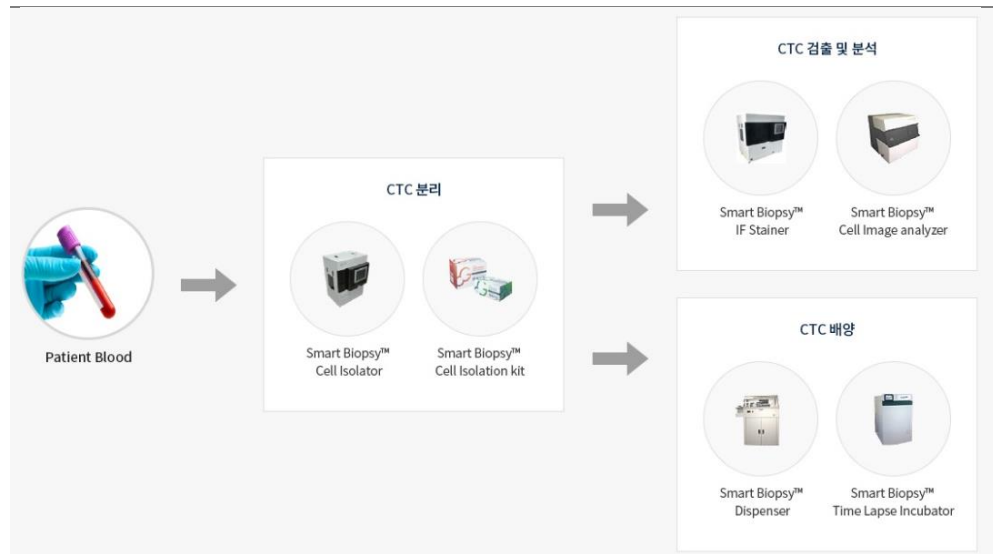 Patient Blood
CTC 분리
Smart Biopsy™
Cell Isolator
Smart Biopsy™
Cell Isolation kit
CTC 검출 및 분석
Smart Biopsy™
IF Stainer
Smart Biopsy™
Cell Image analyzer
CTC 배양
Smart Biopsy™
Dispenser
Smart Biopsy™
Time Lapse Incubator